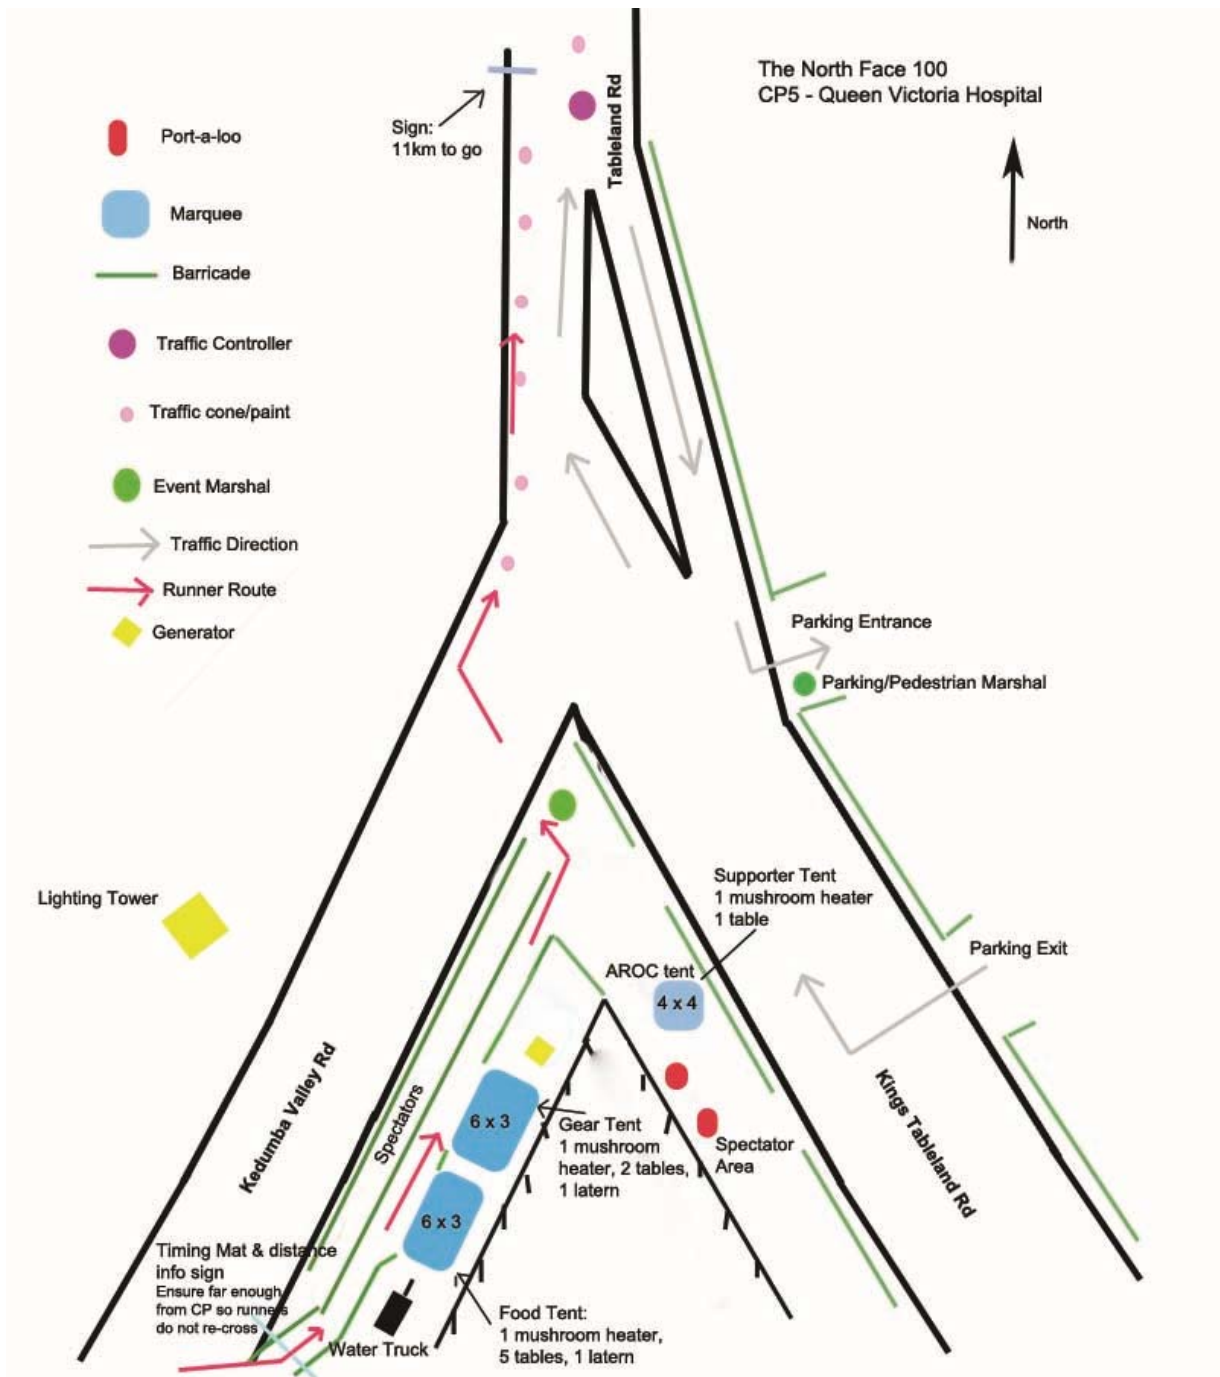 The North Face 100
CP5 - Queen Victoria Hospital
North
Tableland Rd
Sign:
11km to go
Port-a-loo
Marquee
Barricade
Traffic Controller
Traffic cone/paint
Event Marshal
Traffic Direction
Runner Route
Generator
Parking Entrance
Parking/Pedestrian Marshal
Lighting Tower
Supporter Tent
1 mushroom heater
1 table
Parking Exit
AROC tent
4 x 4
Kedumba Valley Rd
Spectators
Kings Tableland Rd
6 x 3
Gear Tent
1 mushroom
heater, 2 tables,
1 latern
Spectator
Area
6 x 3
Timing Mat & distance
info sign
Ensure far enough
from CP so runners
do not re-cross
Water Truck
Food Tent:
1 mushroom heater,
5 tables, 1 latern